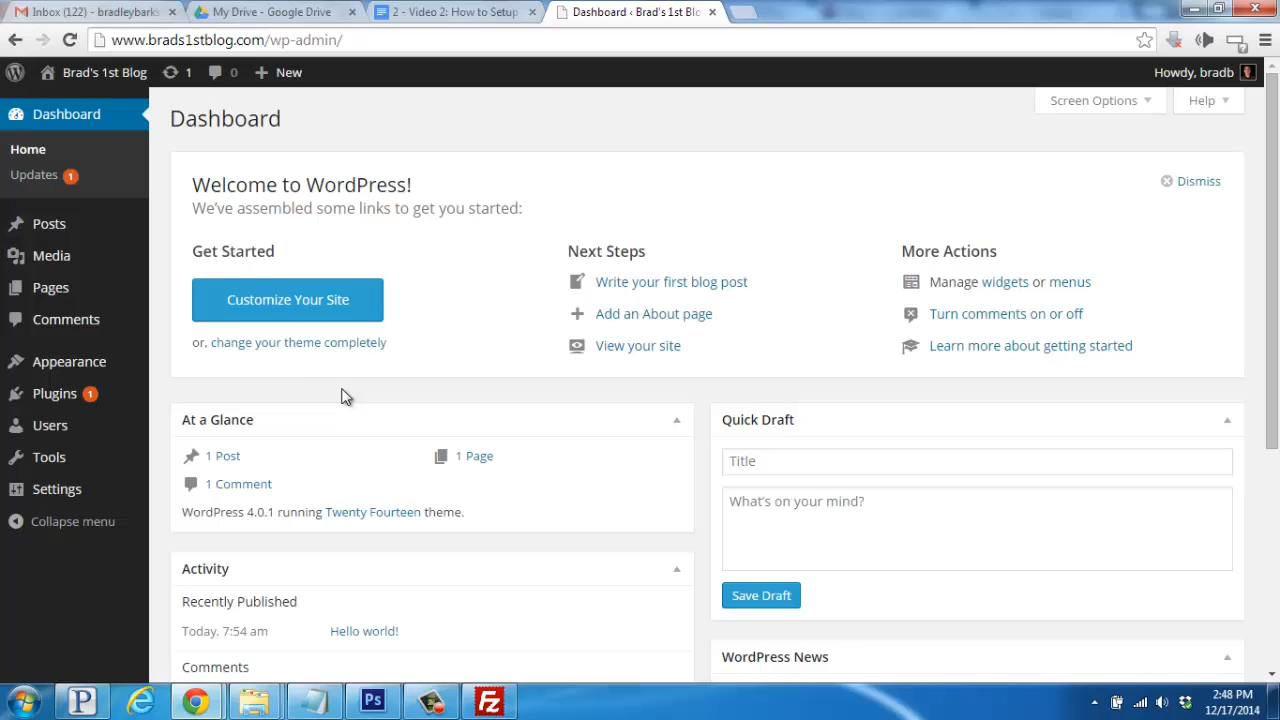 Inbox (122) - bradleybarks
My Drive - Google Drive
2 - Video 2: How to Setup
Dashboard ‹ Brad's 1st Blo
www.brads1stblog.com/wp-admin/
Brad's 1st Blog
1
0
New
Howdy, bradb
Dashboard
Home
Updates 1
Posts
Media
Pages
Comments
Appearance
Plugins 1
Users
Tools
Settings
Collapse menu
Screen Options
Help
Dashboard
Welcome to WordPress!
We've assembled some links to get you started:
Dismiss
Get Started
Customize Your Site
or, change your theme completely
Next Steps
Write your first blog post
Add an About page
View your site
More Actions
Manage widgets or menus
Turn comments on or off
Learn more about getting started
At a Glance
1 Post
1 Page
1 Comment
WordPress 4.0.1 running Twenty Fourteen theme.
Activity
Recently Published
Today, 7:54 am
Hello world!
Comments
Quick Draft
Title
What's on your mind?
Save Draft
WordPress News
P
Ps
Fz
2:48 PM
12/17/2014